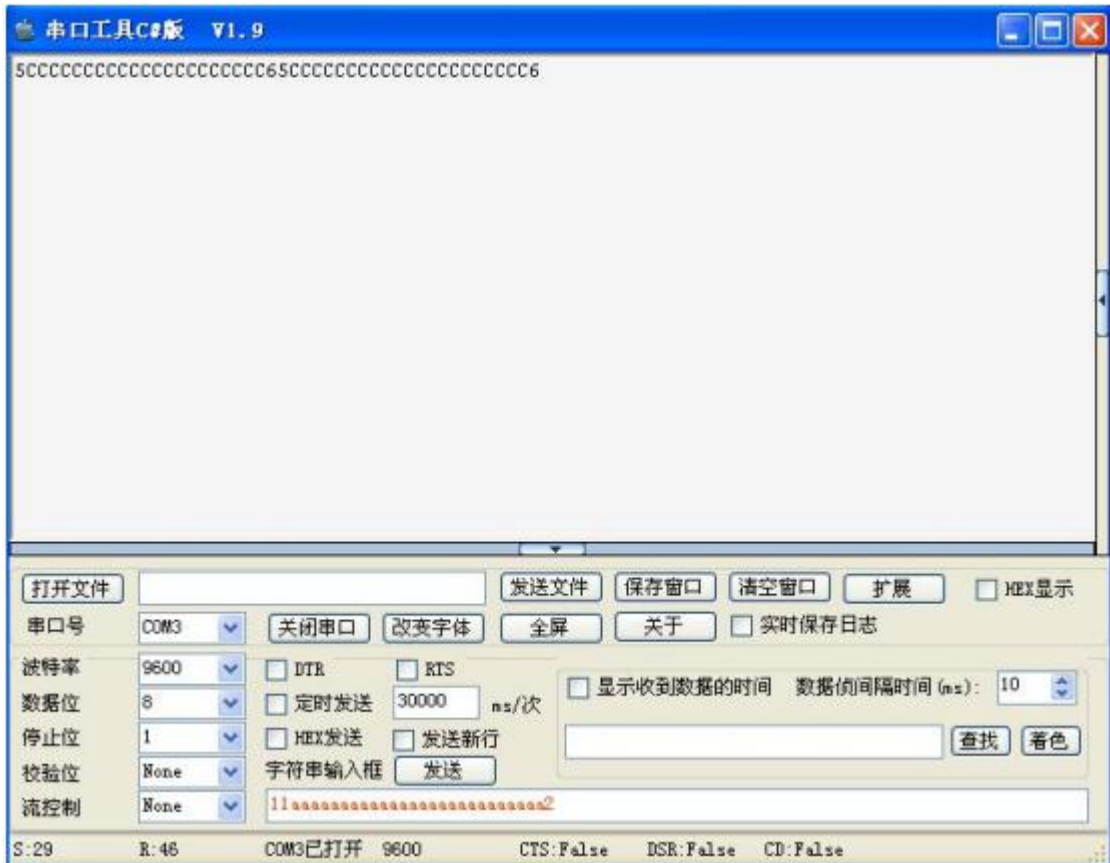 串口工具C#版 V1.9
5CCCCCCCCCCCCCCCCCCCCC65CCCCCCCCCCCCCCCCCCCCC6
打开文件 发送文件 保存窗口 清空窗口 扩展 HEX显示
串口号 COM3 关闭串口 改变字体 全屏 关于 实时保存日志
波特率 9600 DTR RTS
显示收到数据的时间 数据侦间隔时间(ms): 10
数据位 8 定时发送 30000 ms/次
停止位 1 HEX发送 发送新行 查找 着色
校验位 None 字符串输入框 发送
流控制 None 11aaaaaaaaaaaaaaaaaaaaaaaaaa2
S:29 R:46 COM3已打开 9600 CTS:False DSR:False CD:False